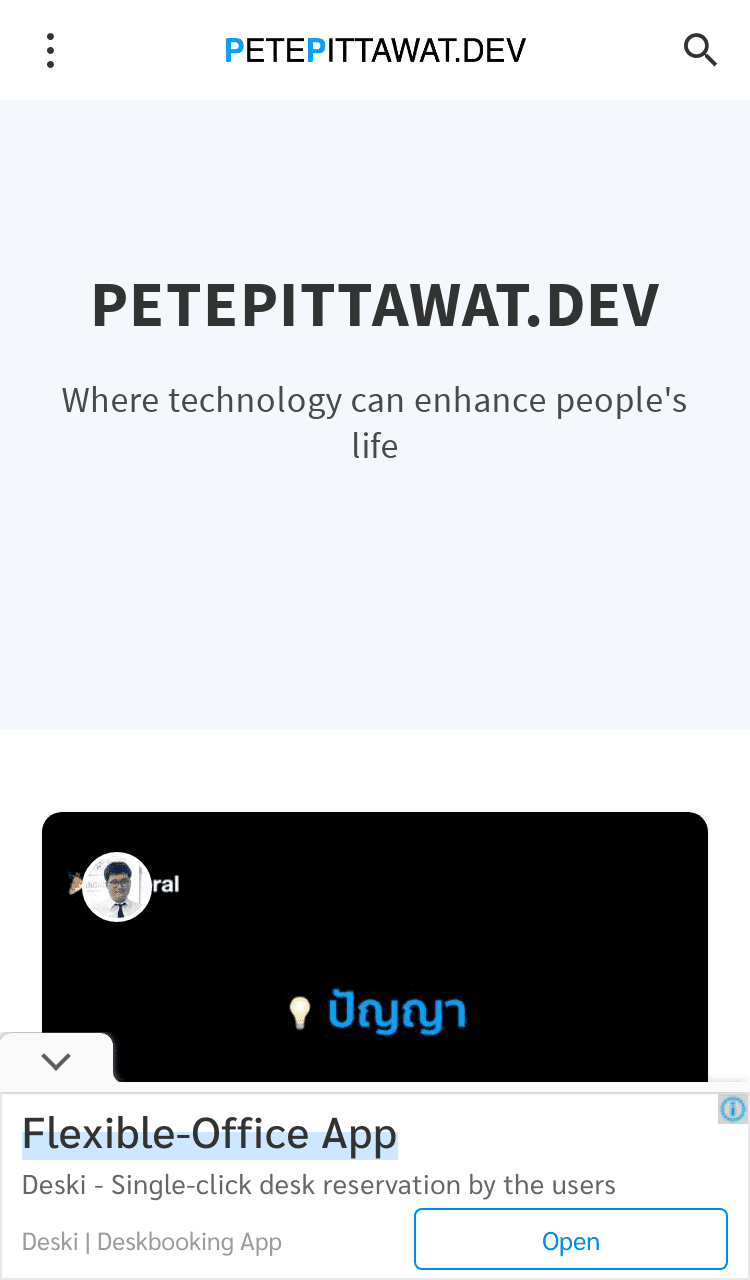 PETEPITTAWAT.DEV
PETEPITTAWAT.DEV
Where technology can enhance people's
life
ปัญญา
Flexible-Office App
Deski - Single-click desk reservation by the users
Deski | Deskbooking App
Open